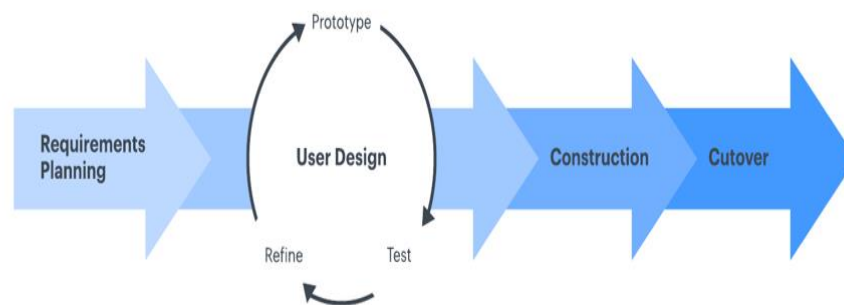 Prototype
Requirements
Planning
User Design
Construction
Cutover
Refine
Test